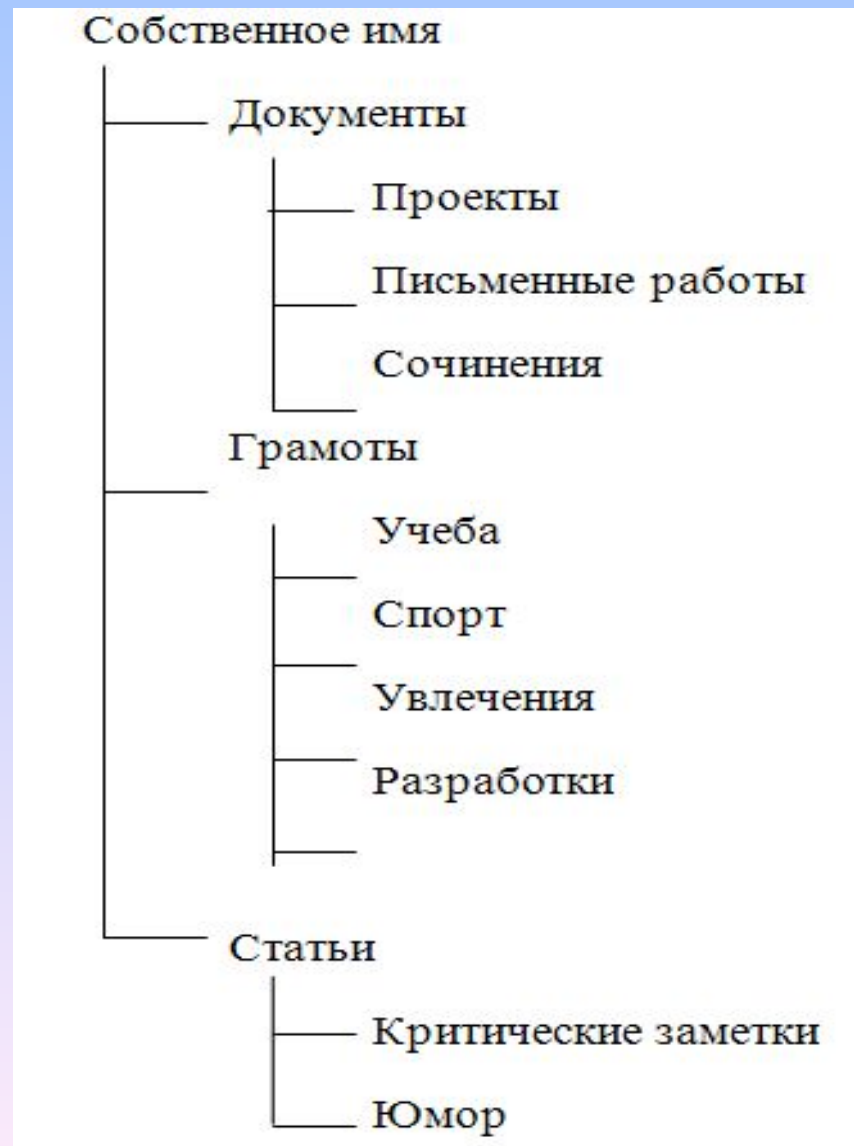 Собственное имя
Документы
Проекты
Письменные работы
Сочинения
Грамоты
Учеба
Спорт
Увлечения
Разработки
Статьи
Критические заметки
Юмор